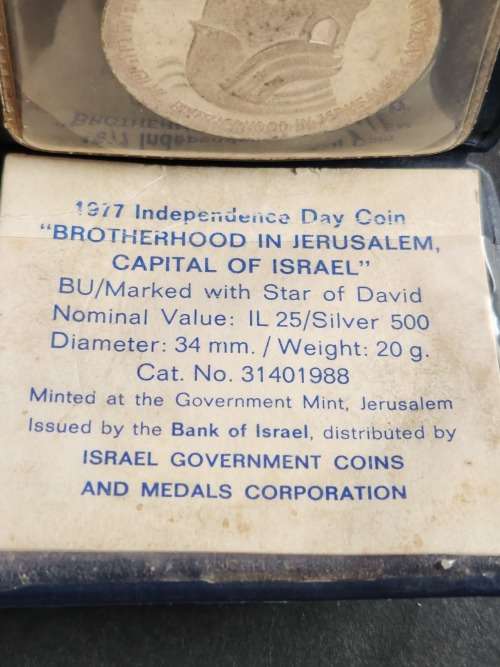 1977 Independence Day Coin
"BROTHERHOOD IN JERUSALEM,
CAPITAL OF ISRAEL"
BU/Marked with Star of David
Nominal Value: IL 25/Silver 500
Diameter: 34 mm. / Weight: 20 g.
Cat. No. 31401988
Minted at the Government Mint, Jerusalem
Issued by the Bank of Israel, distributed by
ISRAEL GOVERNMENT COINS
AND MEDALS CORPORATION